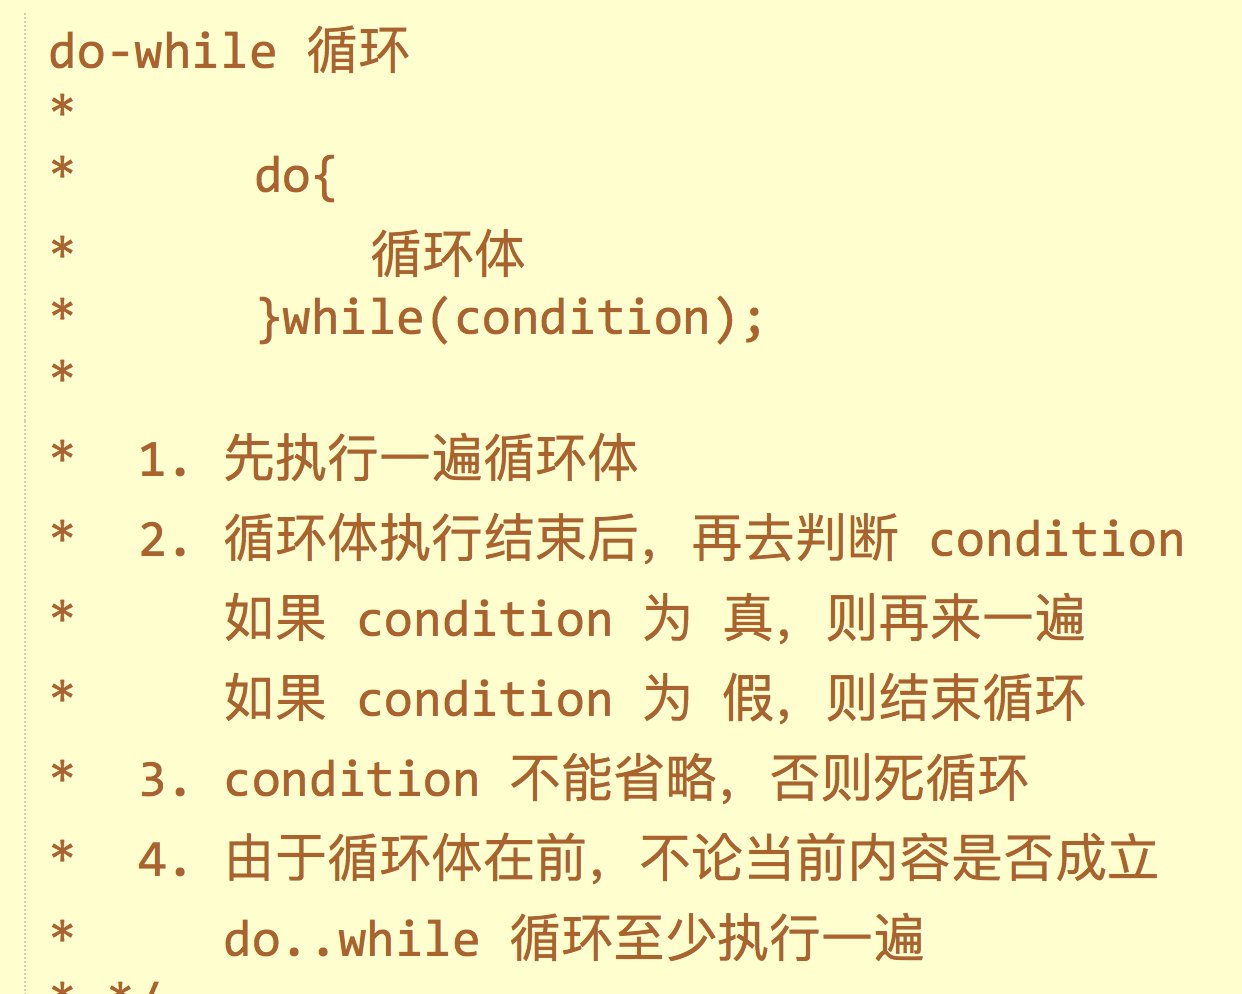 do-while 循环
*
*      do{
*          循环体
*      }while(condition);
*
*  1. 先执行一遍循环体
*  2. 循环体执行结束后，再去判断 condition
*     如果 condition 为 真，则再来一遍
*     如果 condition 为 假，则结束循环
*  3. condition 不能省略，否则死循环
*  4. 由于循环体在前，不论当前内容是否成立
*     do..while 循环至少执行一遍
* */